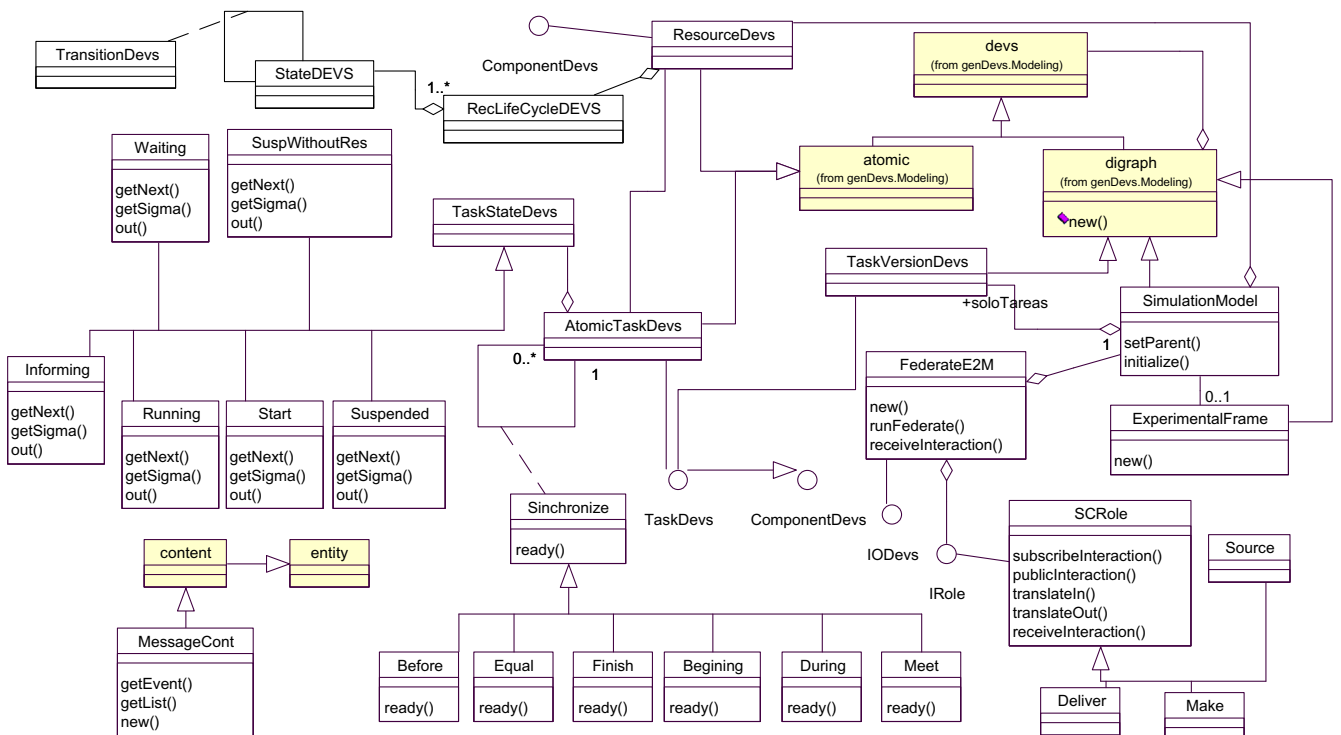 TransitionDevs
StateDEVS
1..*
RecLifeCycleDEVS
ComponentDevs
ResourceDevs
devs
(from genDevs.Modeling)
atomic
(from genDevs.Modeling)
digraph
(from genDevs.Modeling)
new()
Waiting
getNext()
getSigma()
out()
SuspWithoutRes
getNext()
getSigma()
out()
TaskStateDevs
TaskVersionDevs
+soloTareas
1
SimulationModel
setParent()
initialize()
AtomicTaskDevs
0..*
1
FederateE2M
new()
runFederate()
receiveInteraction()
0..1
ExperimentalFrame
new()
Informing
getNext()
getSigma()
out()
Running
getNext()
getSigma()
out()
Start
getNext()
getSigma()
out()
Suspended
getNext()
getSigma()
out()
Sinchronize
ready()
TaskDevs
ComponentDevs
IODevs
IRole
SCRole
subscribeInteraction()
publicInteraction()
translateIn()
translateOut()
receiveInteraction()
Source
content
entity
MessageCont
getEvent()
getList()
new()
Before
ready()
Equal
ready()
Finish
ready()
Begining
ready()
During
ready()
Meet
ready()
Deliver
Make